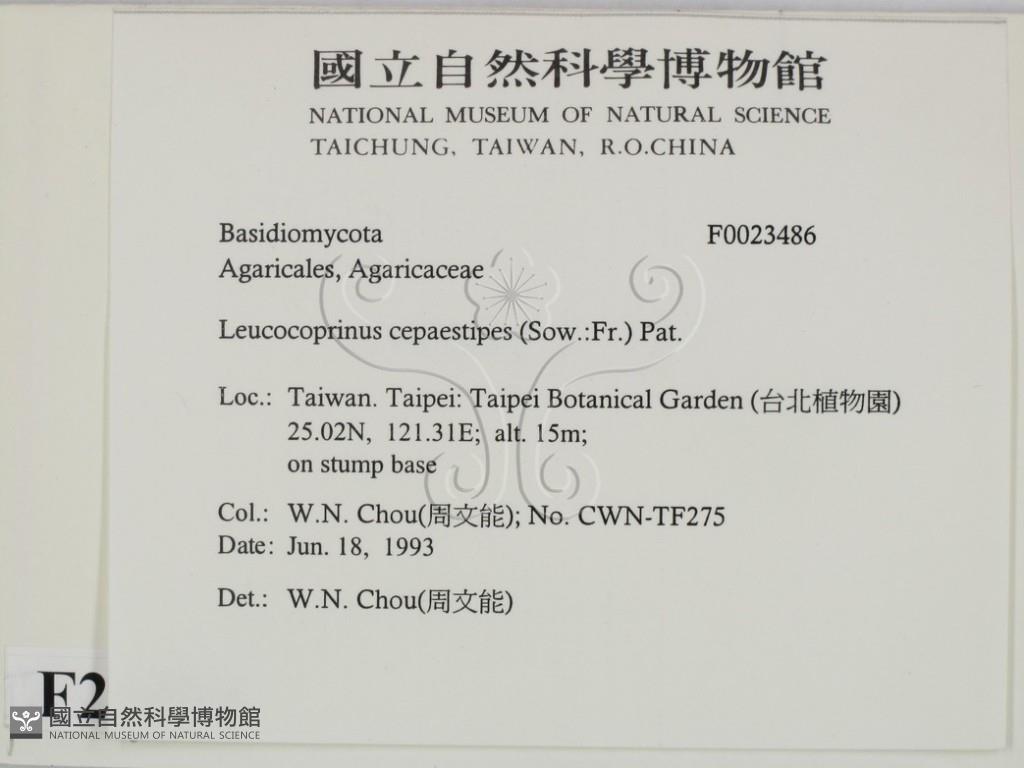 國立自然科學博物館
NATIONAL MUSEUM OF NATURAL SCIENCE
TAICHUNG, TAIWAN, R.O.CHINA
Basidiomycota F0023486
Agaricales, Agaricaceae
Leucocoprinus cepaestipes (Sow.:Fr.) Pat.
Loc.: Taiwan. Taipei: Taipei Botanical Garden (台北植物園)
25.02N, 121.31E; alt. 15m;
on stump base
Col.: W.N. Chou(周文能); No. CWN-TF275
Date: Jun. 18, 1993
Det.: W.N. Chou(周文能)
F2
國立自然科學博物館
NATIONAL MUSEUM OF NATURAL SCIENCE